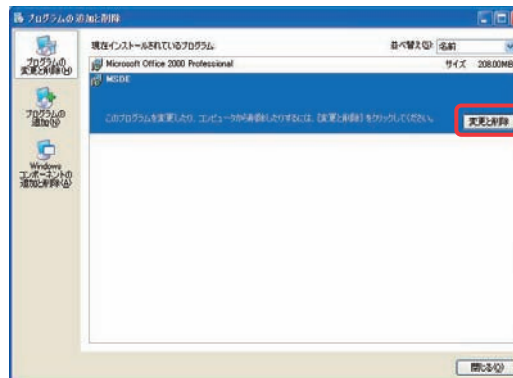 プログラムの追加と削除
現在インストールされているプログラム:
並べ替え(S): 名前
プログラムの
変更と削除(H)
Microsoft Office 2000 Professional
サイズ 208.00MB
MSDE
このプログラムを変更したり、コンピュータから削除したりするには、[変更と削除] をクリックしてください。
変更と削除
プログラムの
追加(N)
Windows
コンポーネントの
追加と削除(A)
閉じる(O)